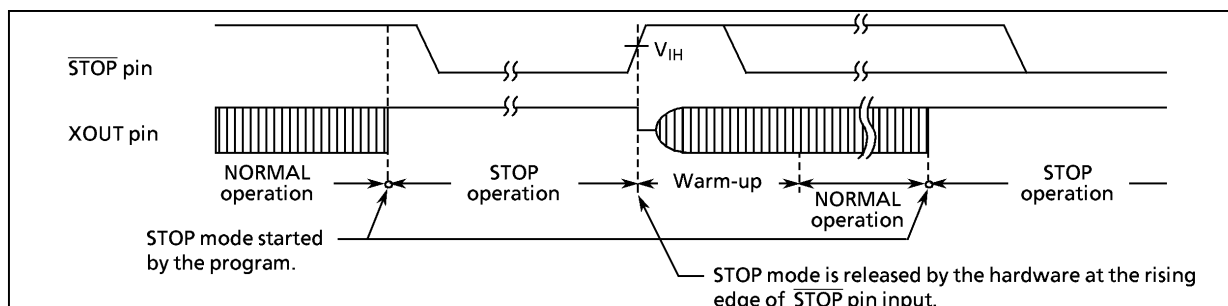 STOP pin
V_IH
XOUT pin
NORMAL
operation
STOP
operation
Warm-up
NORMAL
operation
STOP
operation
STOP mode started
by the program.
STOP mode is released by the hardware at the rising
edge of STOP pin input.